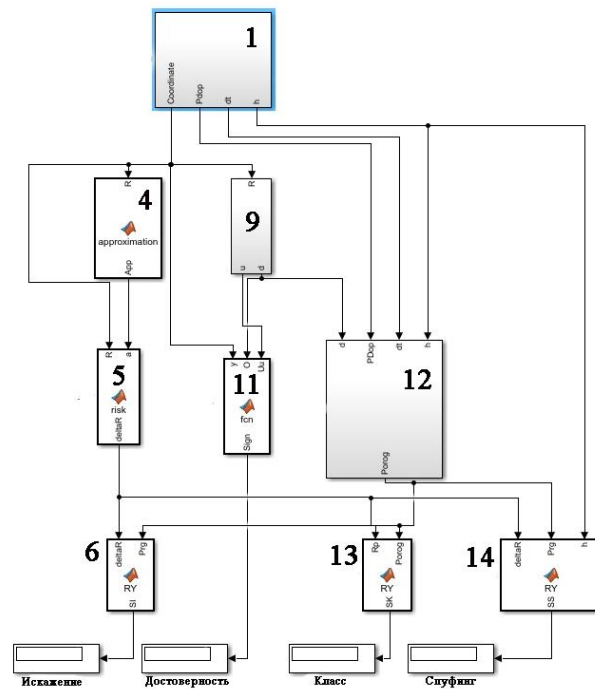 1
Coordinate
Pdop
dt
h
R
4
approximation
App
R
9
u
d
R
a
5
risk
deltaR
y
O
Uu
11
fcn
Sign
d
PDop
dt
h
12
Porog
6
deltaR
Prg
RY
SI
13
Rp
Porog
RY
SK
14
deltaR
Prg
h
RY
SS
Искажение
Достоверность
Класс
Спуфинг